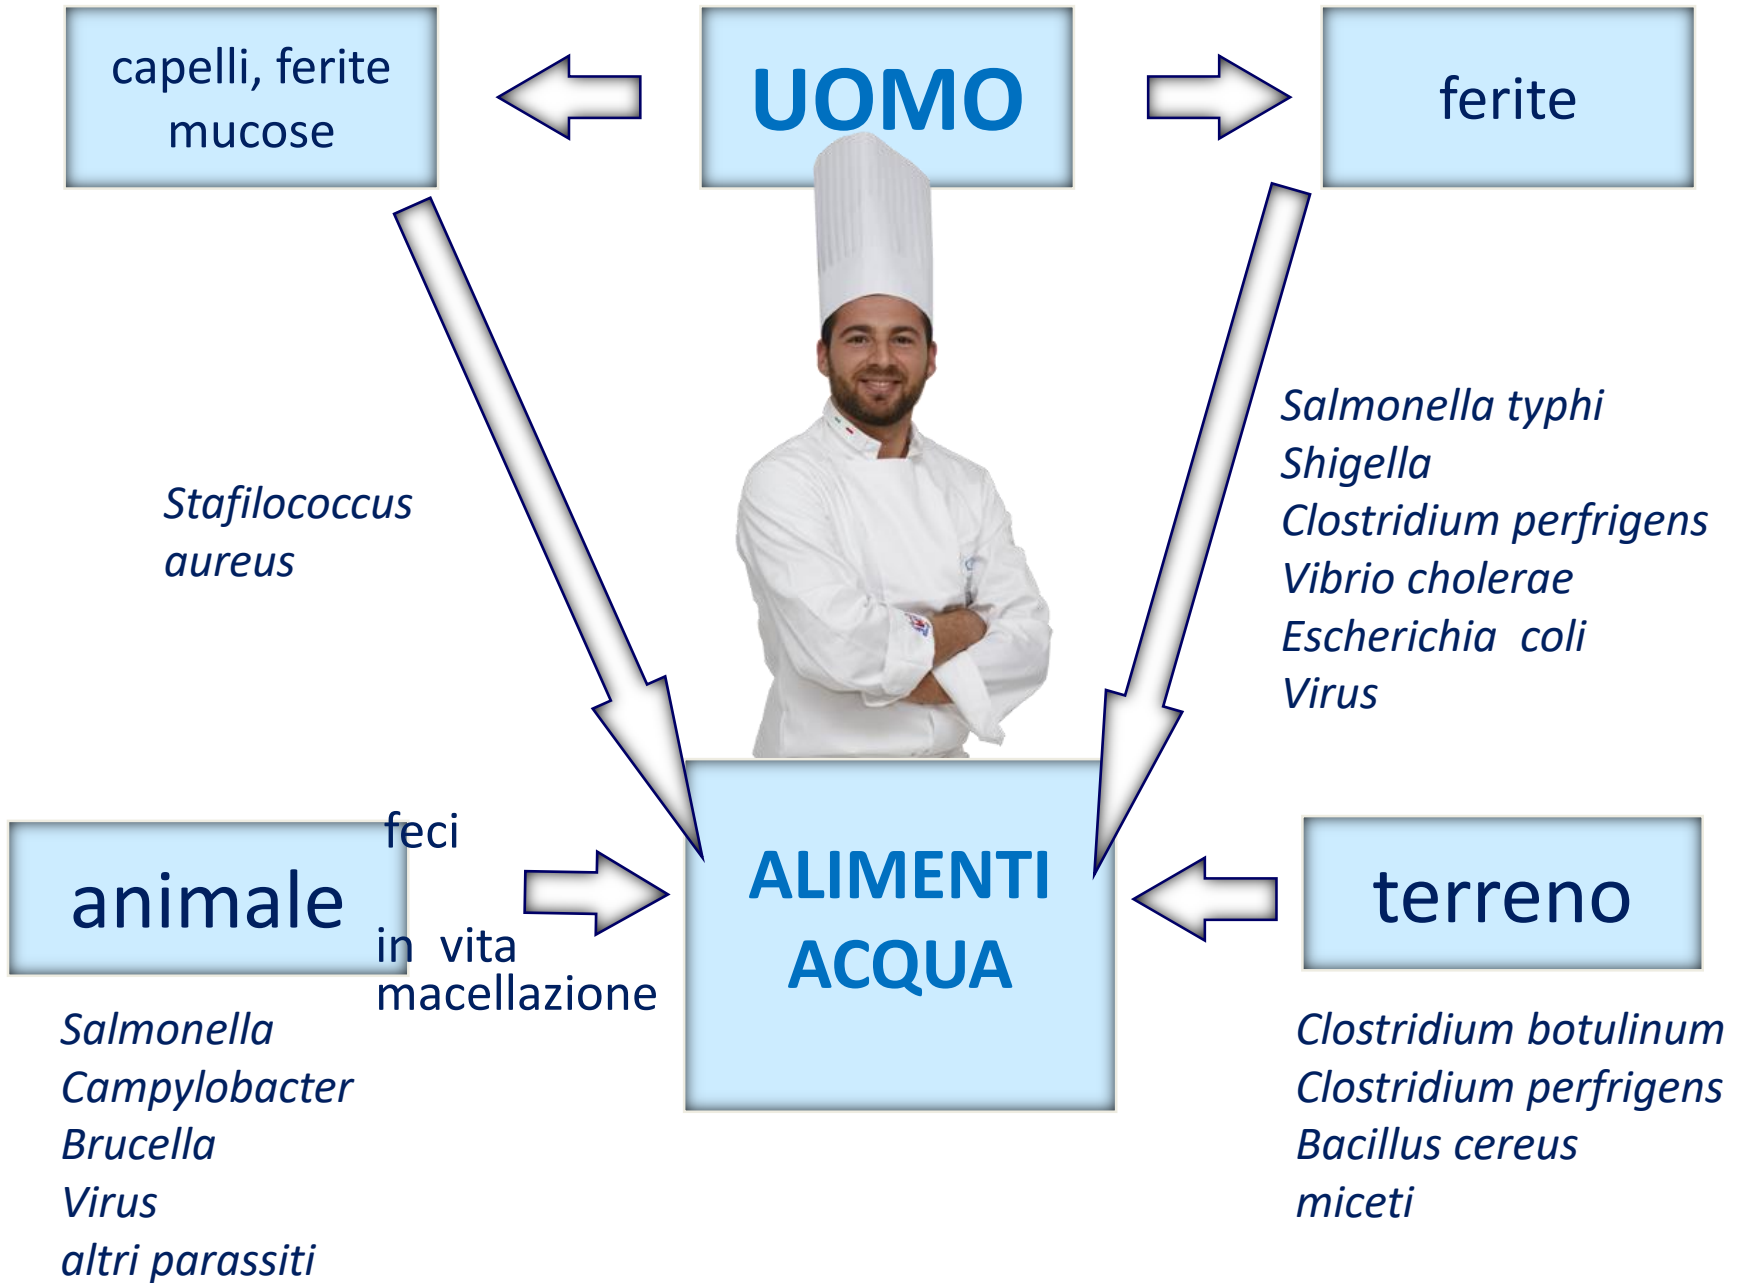 capelli, ferite
mucose
UOMO
ferite
Stafilococcus
aureus
Salmonella typhi
Shigella
Clostridium perfrigens
Vibrio cholerae
Escherichia  coli
Virus
animale
feci
in  vita
macellazione
ALIMENTI
ACQUA
terreno
Salmonella
Campylobacter
Brucella
Virus
altri parassiti
Clostridium botulinum
Clostridium perfrigens
Bacillus cereus
miceti